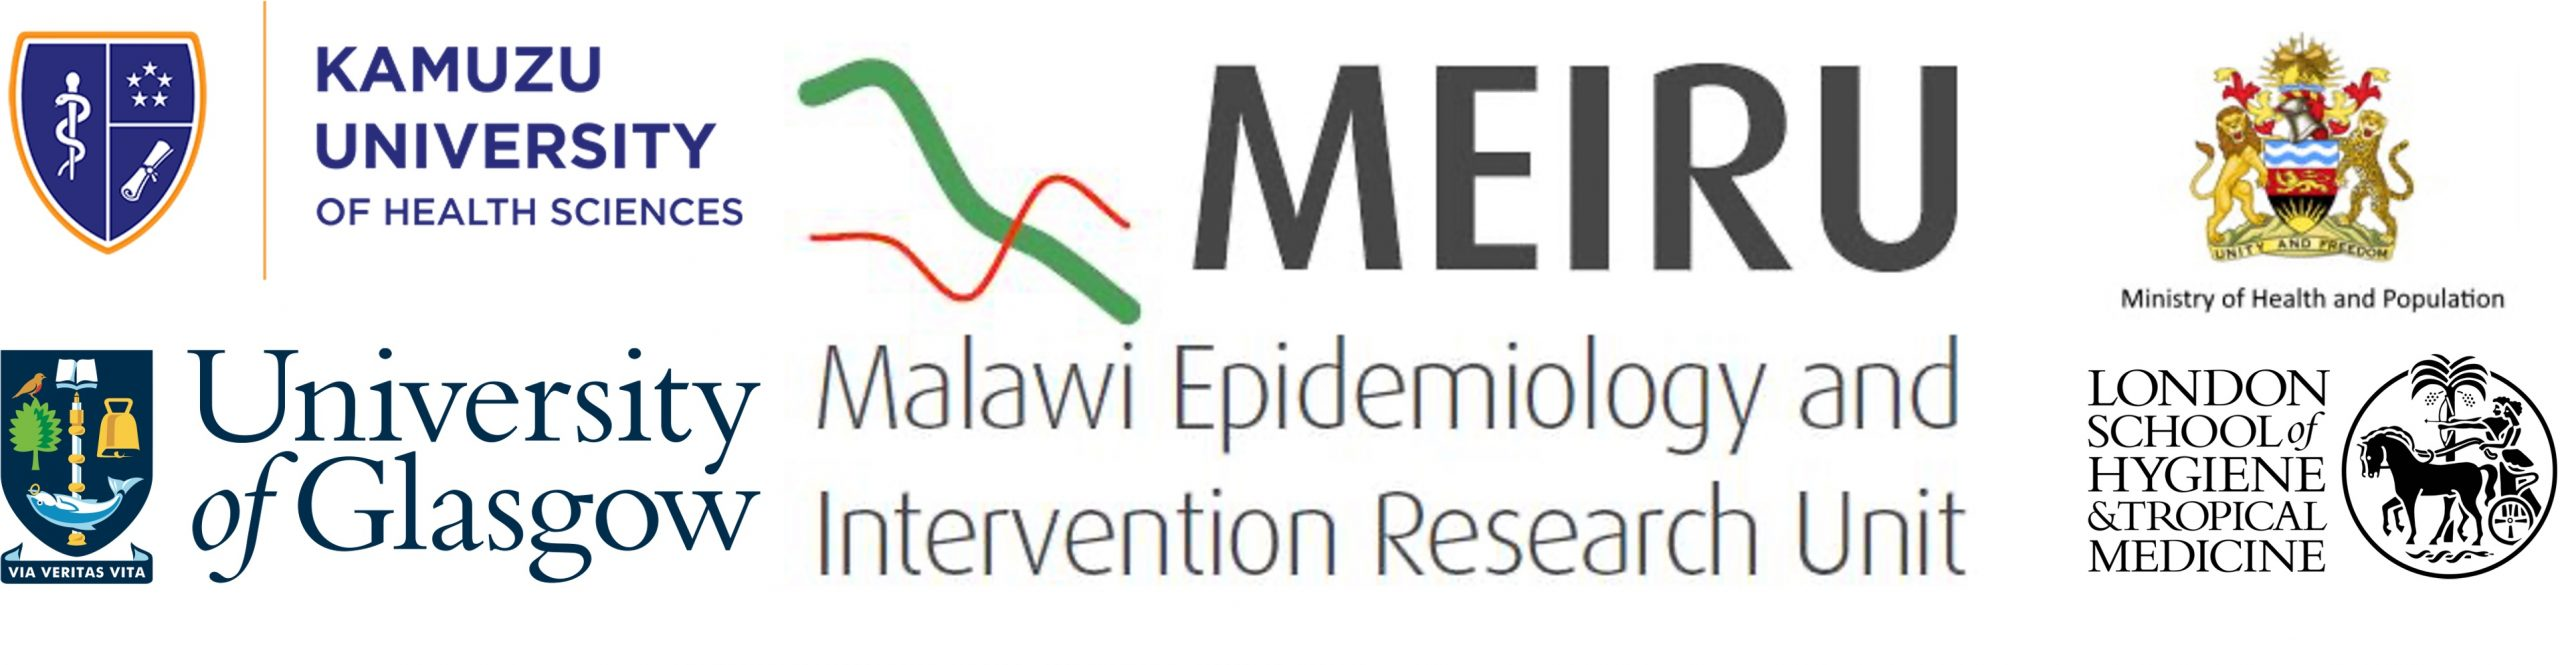 KAMUZU
UNIVERSITY
OF HEALTH SCIENCES
University
of Glasgow
VIA VERITAS VITA
MEIRU
Malawi Epidemiology and
Intervention Research Unit
UNITY AND FREEDOM
Ministry of Health and Population
LONDON
SCHOOL of
HYGIENE
&TROPICAL
MEDICINE